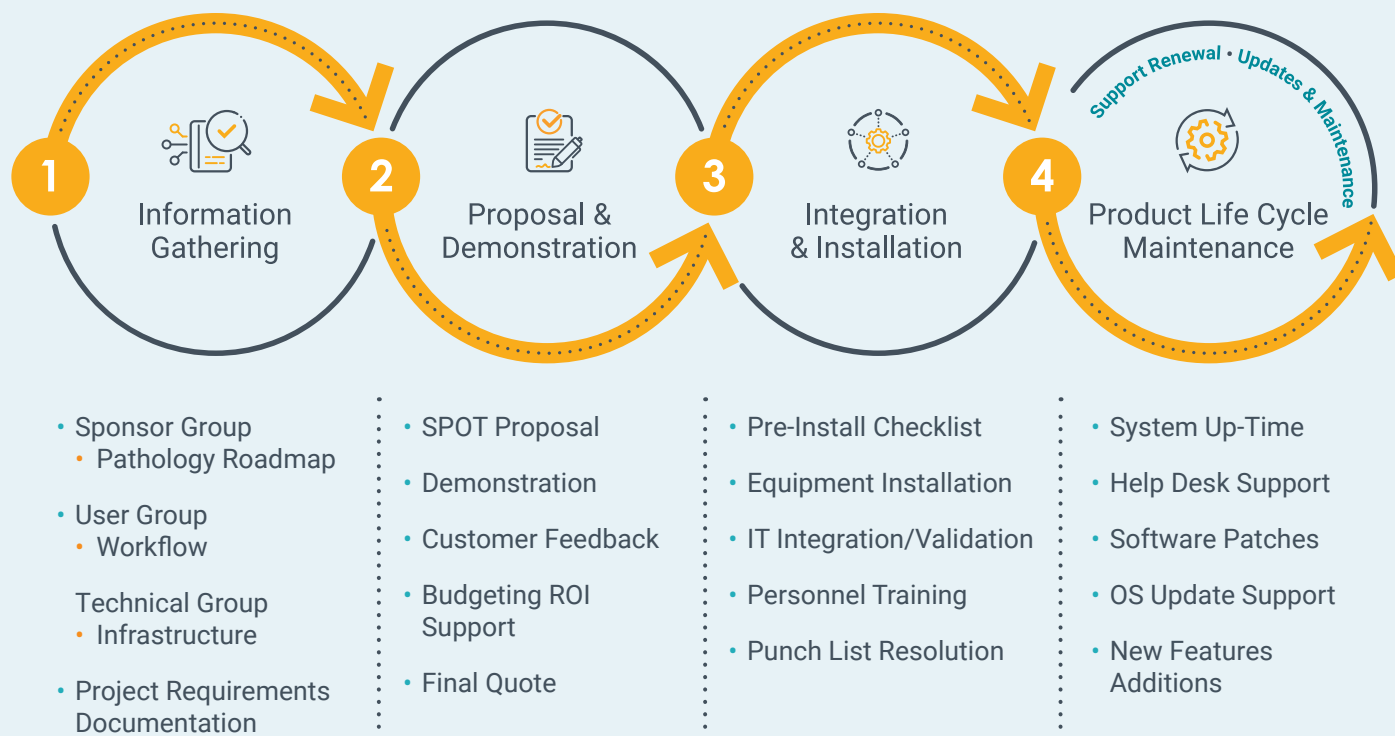 1
Information
Gathering
2
Proposal &
Demonstration
3
Integration
& Installation
4
Support Renewal • Updates & Maintenance
Product Life Cycle
Maintenance
• Sponsor Group
• Pathology Roadmap
• User Group
• Workflow
Technical Group
• Infrastructure
• Project Requirements
Documentation
• SPOT Proposal
• Demonstration
• Customer Feedback
• Budgeting ROI
Support
• Final Quote
• Pre-Install Checklist
• Equipment Installation
• IT Integration/Validation
• Personnel Training
• Punch List Resolution
• System Up-Time
• Help Desk Support
• Software Patches
• OS Update Support
• New Features
Additions